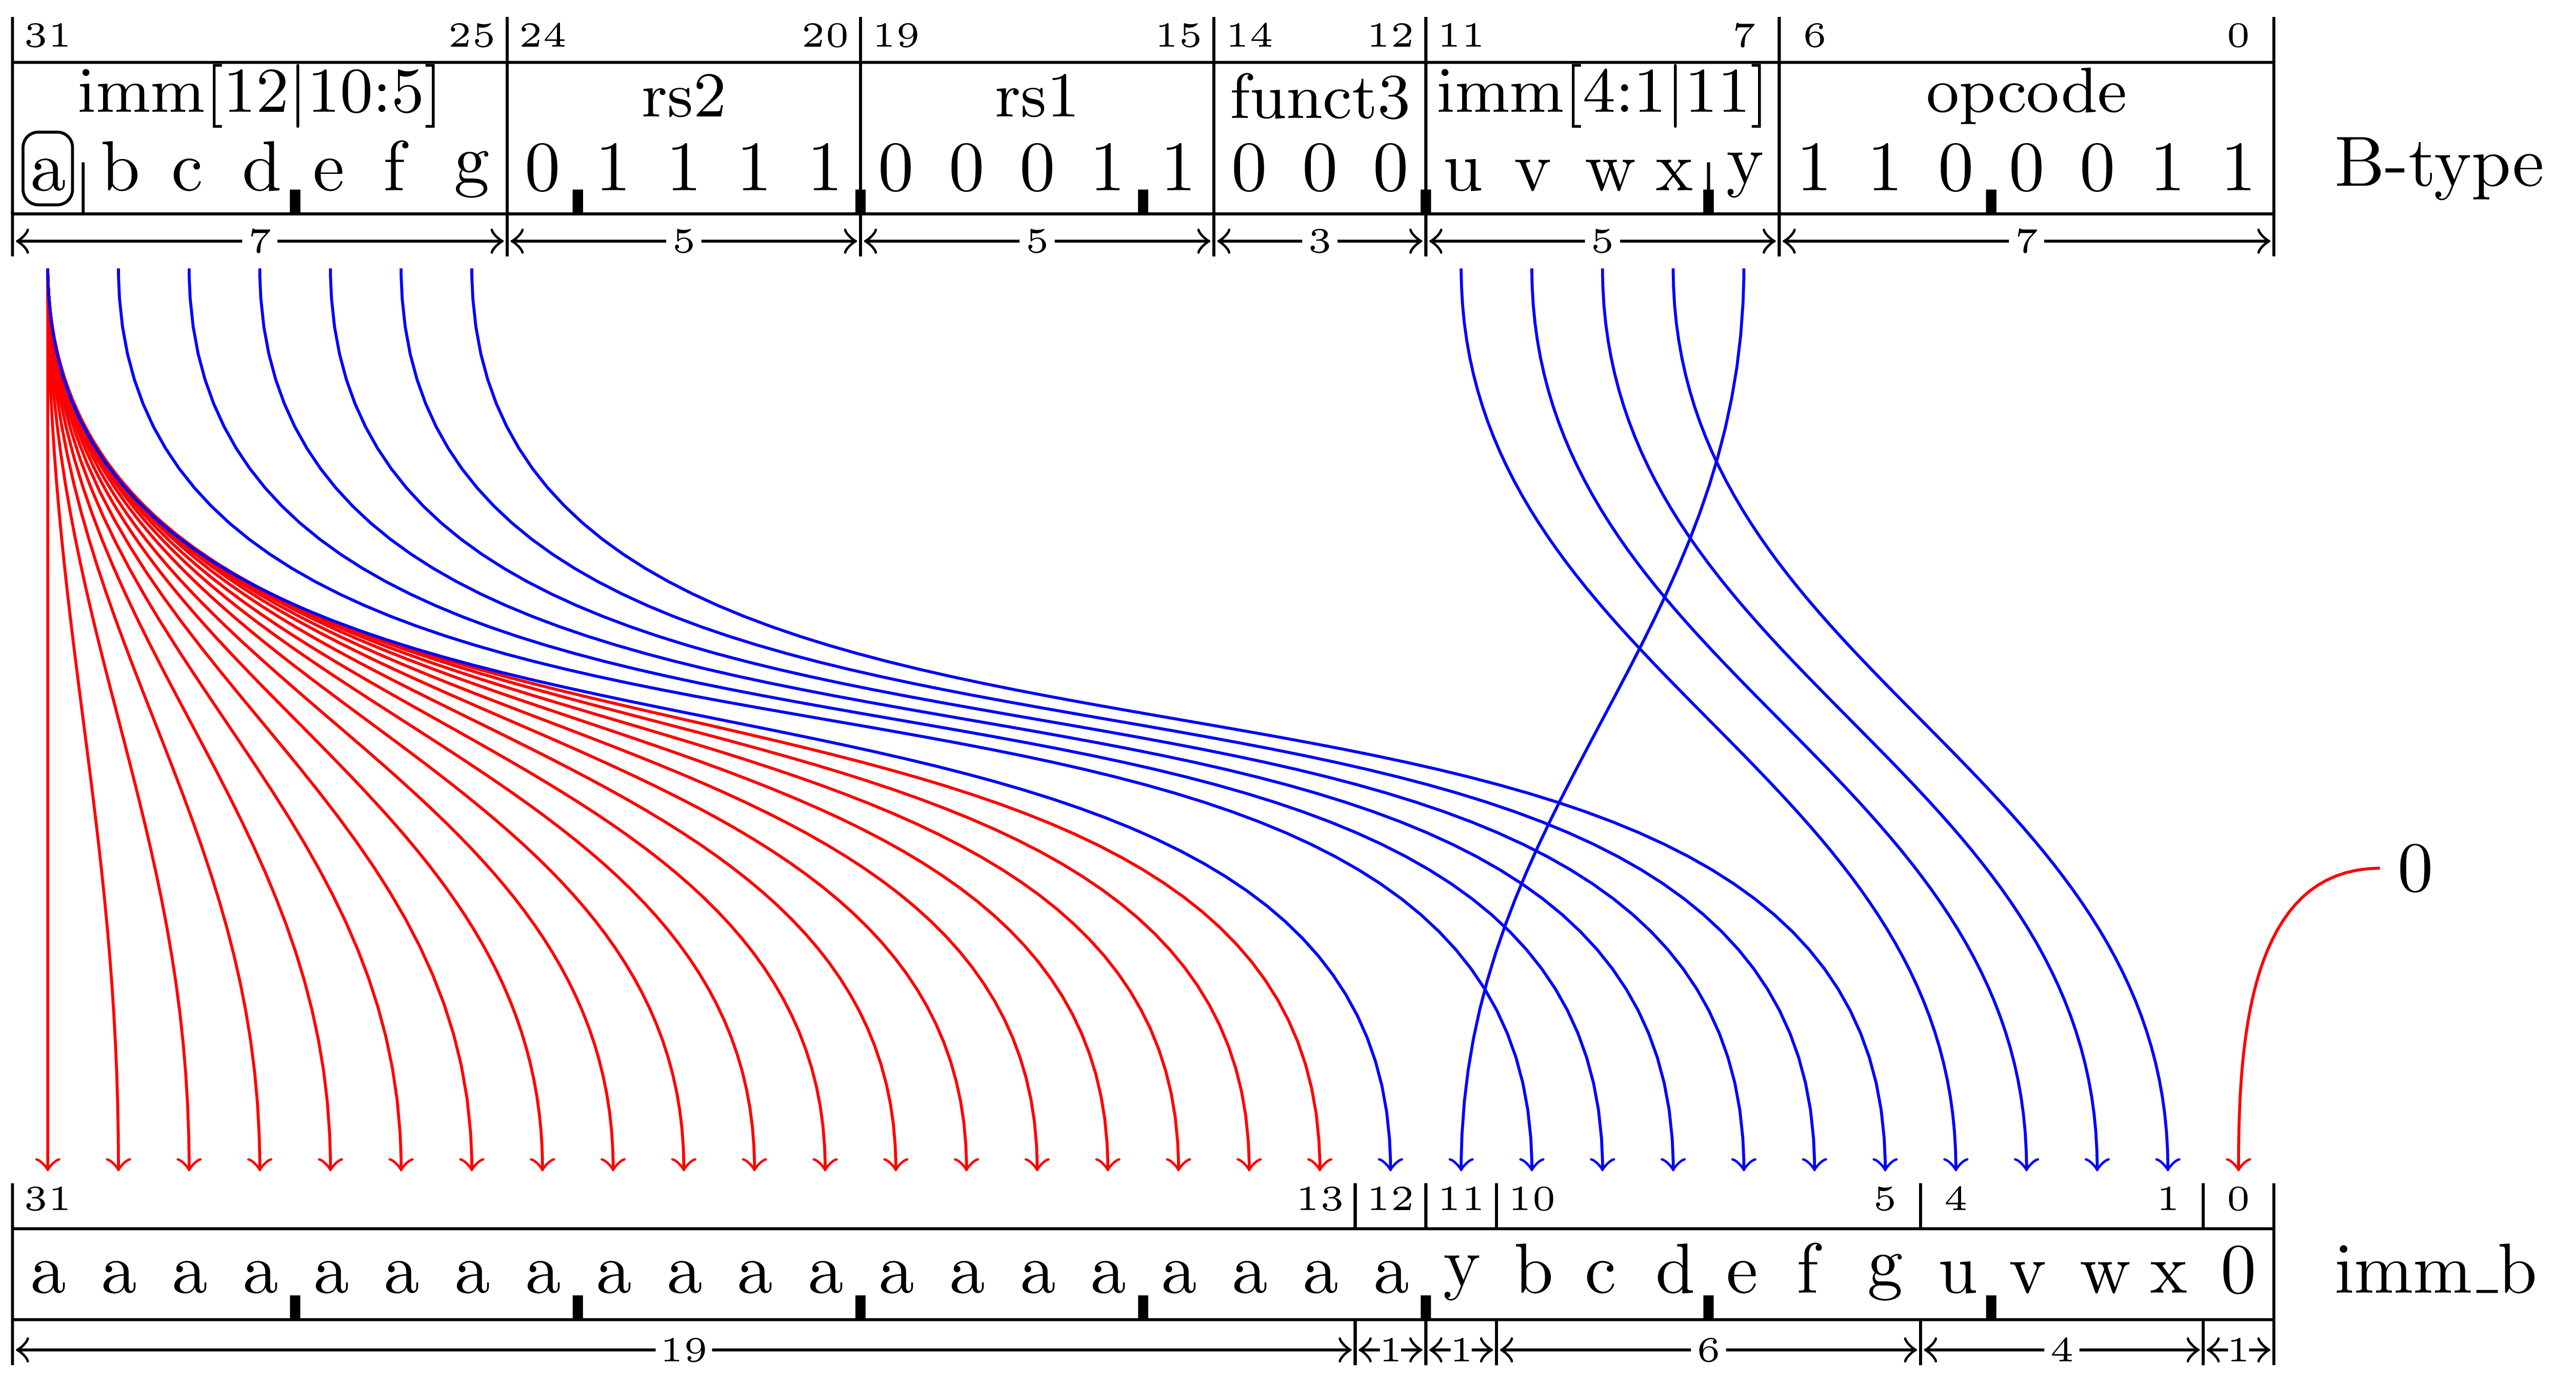 31 25 24 20 19 15 14 12 11 7 6 0
imm[12|10:5] rs2 rs1 funct3 imm[4:1|11] opcode
a b c d e f g 0 1 1 1 1 0 0 0 1 1 0 0 0 u v w x y 1 1 0 0 0 1 1 B-type
7 5 5 3 5 7
0
31 13 12 11 10 5 4 1 0
a a a a a a a a a a a a a a a a a a a a y b c d e f g u v w x 0 imm_b
19 1 1 6 4 1